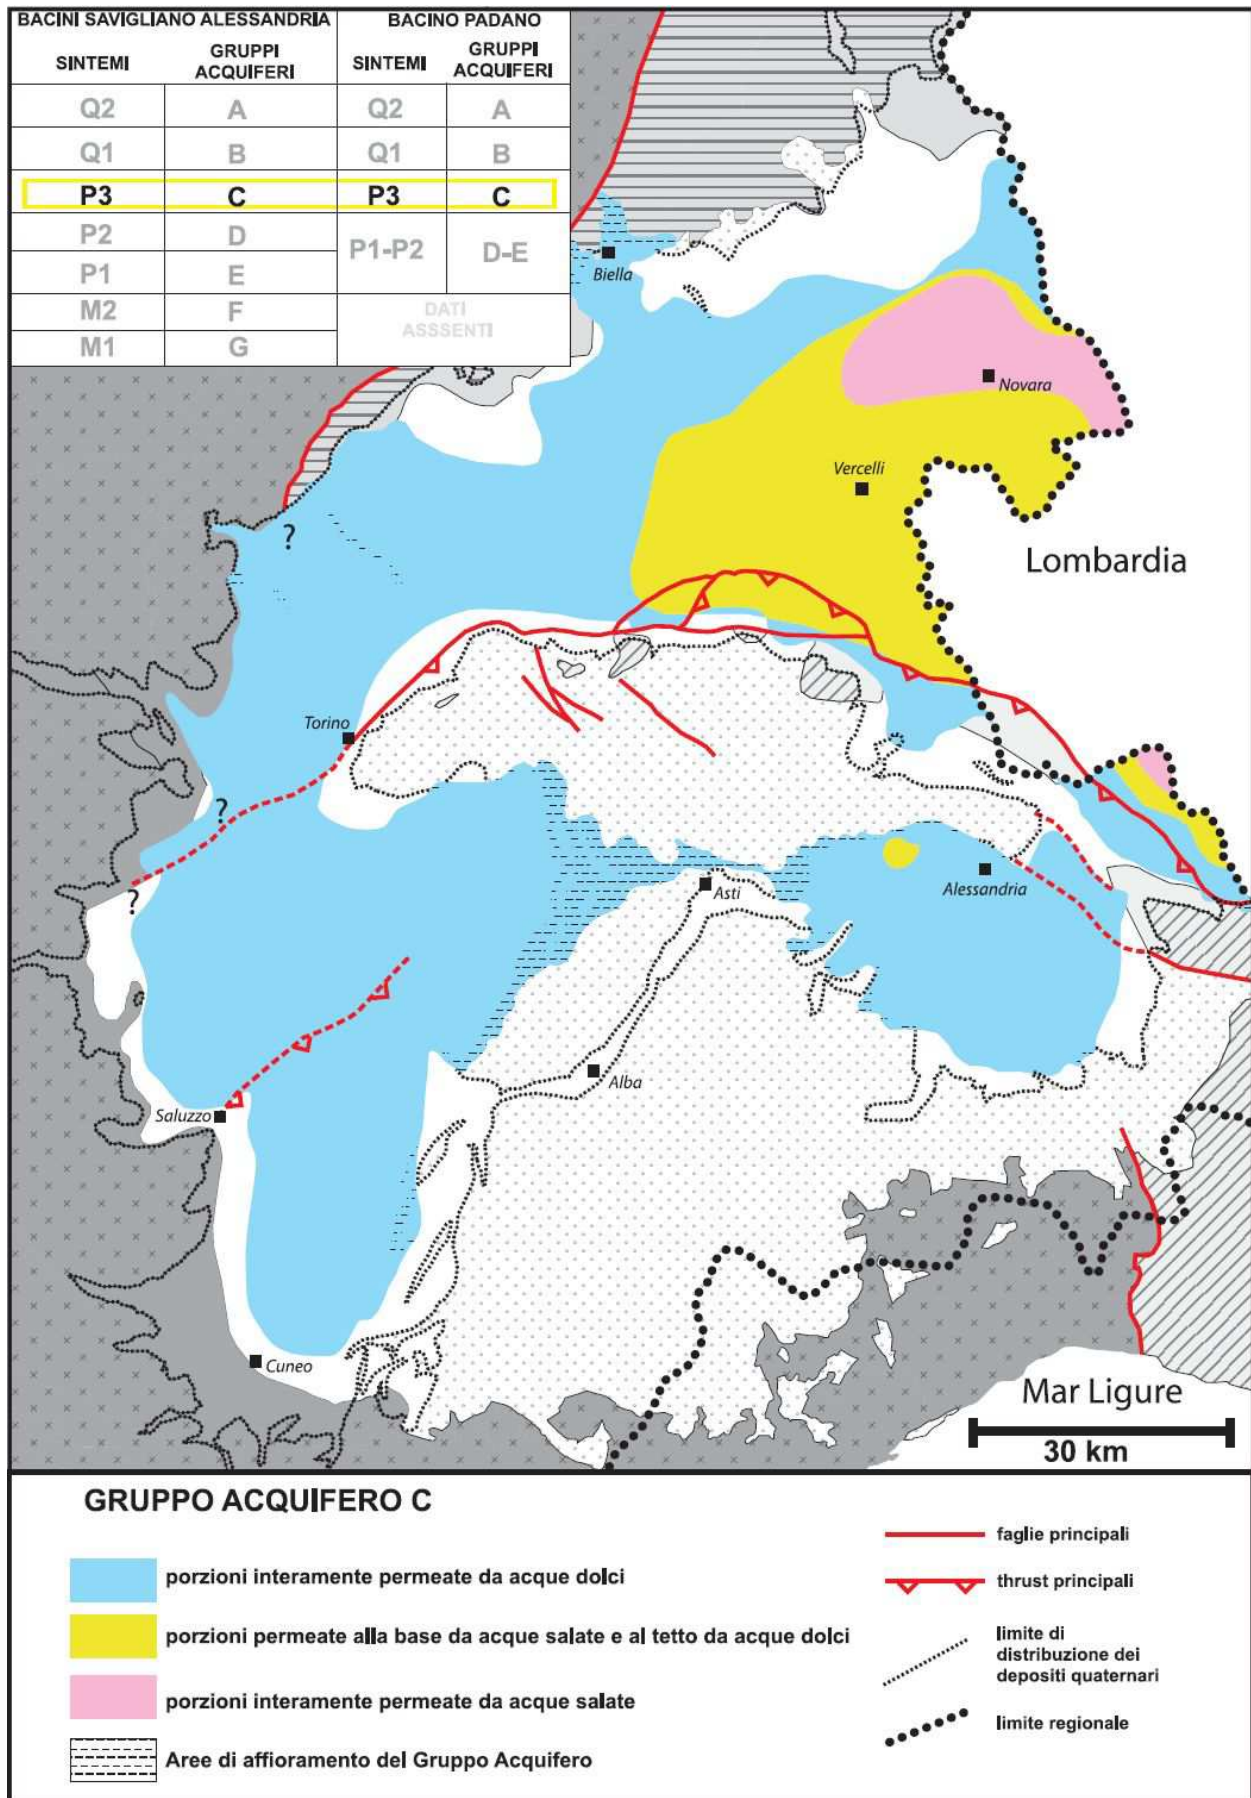 BACINI SAVIGLIANO ALESSANDRIA
BACINO PADANO
SINTEMI
GRUPPI
ACQUIFERI
SINTEMI
GRUPPI
ACQUIFERI
Q2 A Q2 A
Q1 B Q1 B
P3 C P3 C
P2 D
P1-P2 D-E
P1 E
M2 F
DATI
ASSSENTI
M1 G
Biella
Novara
Vercelli
?
Lombardia
Torino
?
Alessandria
Asti
?
Alba
Saluzzo
Cuneo
Mar Ligure
30 km
GRUPPO ACQUIFERO C
porzioni interamente permeate da acque dolci
porzioni permeate alla base da acque salate e al tetto da acque dolci
porzioni interamente permeate da acque salate
Aree di affioramento del Gruppo Acquifero
faglie principali
thrust principali
limite di
distribuzione dei
depositi quaternari
limite regionale